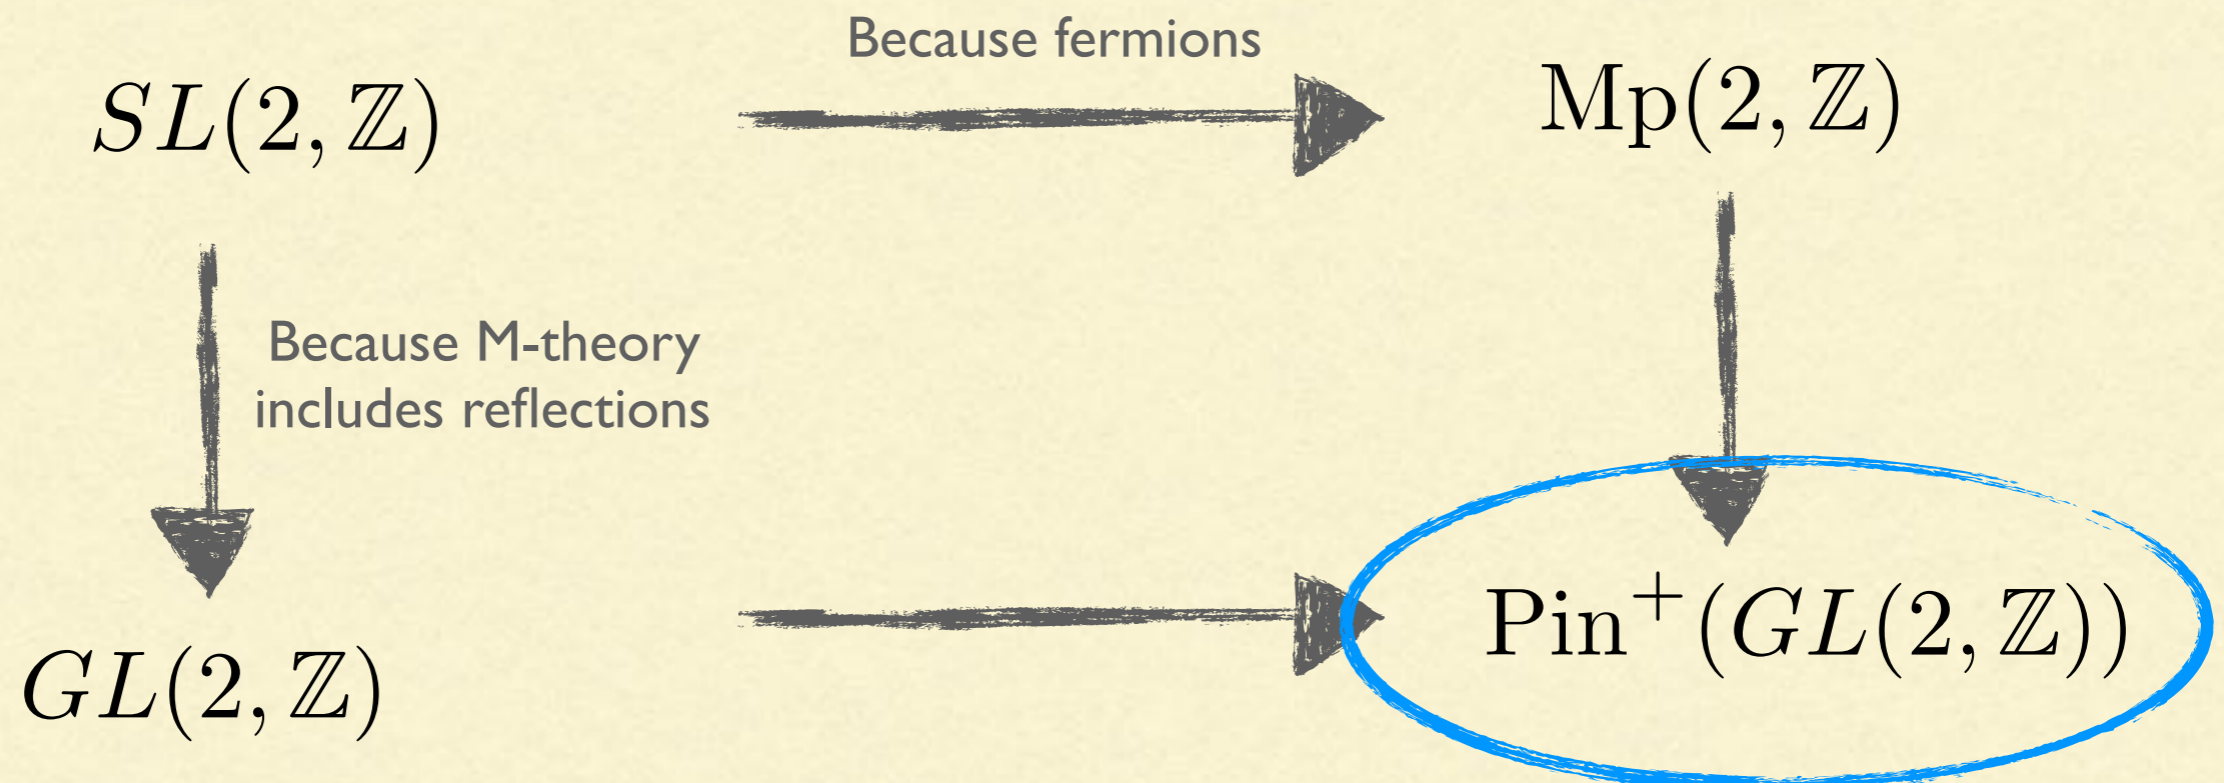 Because fermions
SL(2, ℤ)
Mp(2, ℤ)
Because M-theory
includes reflections
GL(2, ℤ)
Pin⁺(GL(2, ℤ))